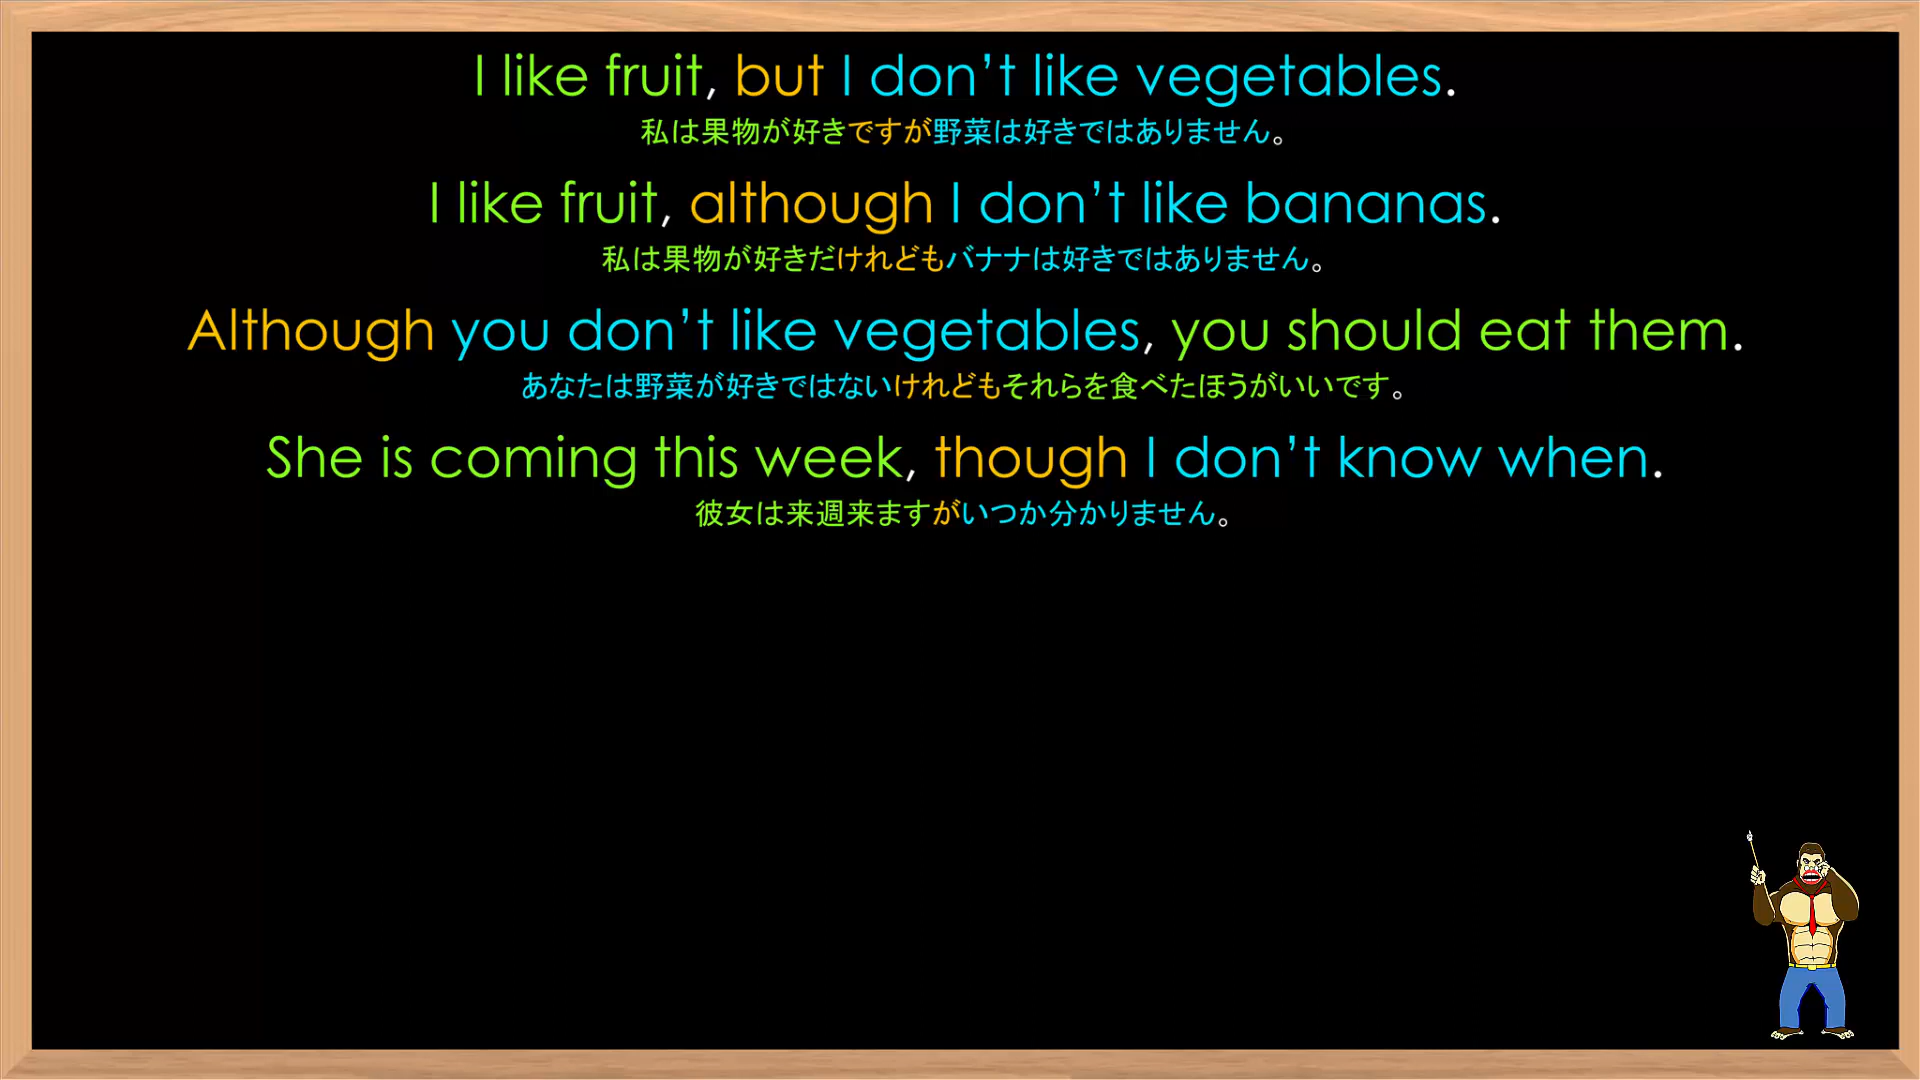 I like fruit, but I don’t like vegetables.
私は果物が好きですが野菜は好きではありません。
I like fruit, although I don’t like bananas.
私は果物が好きだけれどもバナナは好きではありません。
Although you don’t like vegetables, you should eat them.
あなたは野菜が好きではないけれどもそれらを食べたほうがいいです。
She is coming this week, though I don’t know when.
彼女は来週来ますがいつか分かりません。